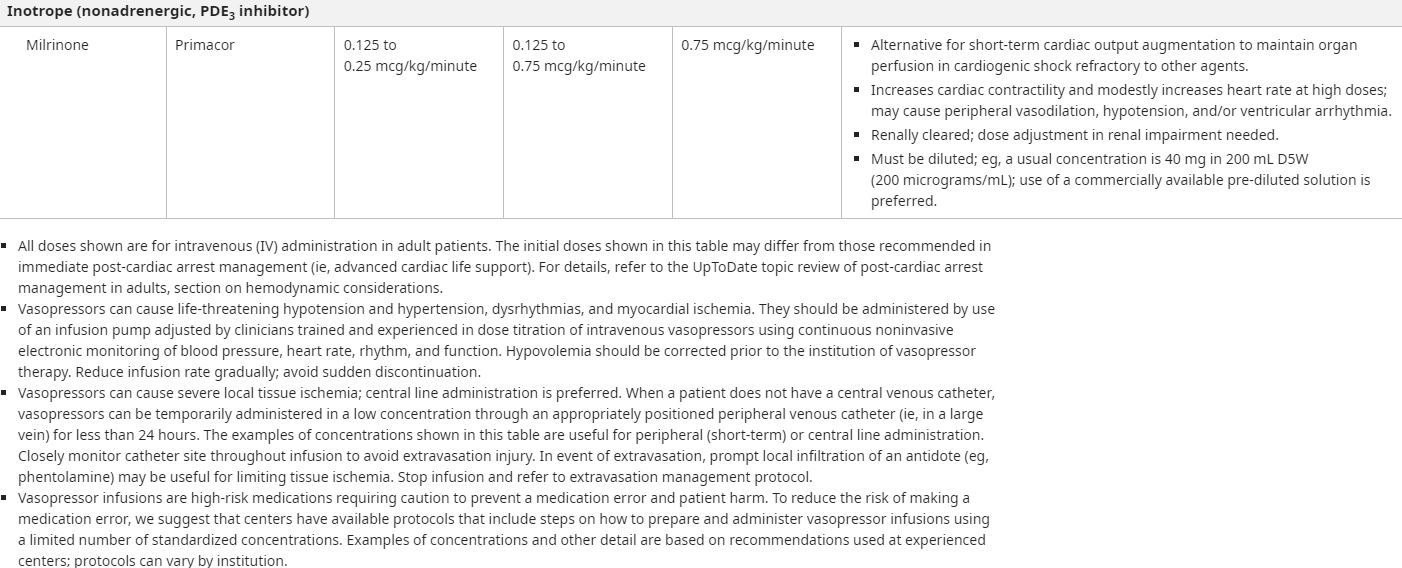 Inotrope (nonadrenergic, PDE3 inhibitor)
Milrinone
Primacor
0.125 to
0.25 mcg/kg/minute
0.125 to
0.75 mcg/kg/minute
0.75 mcg/kg/minute
▪ Alternative for short-term cardiac output augmentation to maintain organ
perfusion in cardiogenic shock refractory to other agents.
▪ Increases cardiac contractility and modestly increases heart rate at high doses;
may cause peripheral vasodilation, hypotension, and/or ventricular arrhythmia.
▪ Renally cleared; dose adjustment in renal impairment needed.
▪ Must be diluted; eg, a usual concentration is 40 mg in 200 mL D5W
(200 micrograms/mL); use of a commercially available pre-diluted solution is
preferred.
▪ All doses shown are for intravenous (IV) administration in adult patients. The initial doses shown in this table may differ from those recommended in
immediate post-cardiac arrest management (ie, advanced cardiac life support). For details, refer to the UpToDate topic review of post-cardiac arrest
management in adults, section on hemodynamic considerations.
▪ Vasopressors can cause life-threatening hypotension and hypertension, dysrhythmias, and myocardial ischemia. They should be administered by use
of an infusion pump adjusted by clinicians trained and experienced in dose titration of intravenous vasopressors using continuous noninvasive
electronic monitoring of blood pressure, heart rate, rhythm, and function. Hypovolemia should be corrected prior to the institution of vasopressor
therapy. Reduce infusion rate gradually; avoid sudden discontinuation.
▪ Vasopressors can cause severe local tissue ischemia; central line administration is preferred. When a patient does not have a central venous catheter,
vasopressors can be temporarily administered in a low concentration through an appropriately positioned peripheral venous catheter (ie, in a large
vein) for less than 24 hours. The examples of concentrations shown in this table are useful for peripheral (short-term) or central line administration.
Closely monitor catheter site throughout infusion to avoid extravasation injury. In event of extravasation, prompt local infiltration of an antidote (eg,
phentolamine) may be useful for limiting tissue ischemia. Stop infusion and refer to extravasation management protocol.
▪ Vasopressor infusions are high-risk medications requiring caution to prevent a medication error and patient harm. To reduce the risk of making a
medication error, we suggest that centers have available protocols that include steps on how to prepare and administer vasopressor infusions using
a limited number of standardized concentrations. Examples of concentrations and other detail are based on recommendations used at experienced
centers; protocols can vary by institution.